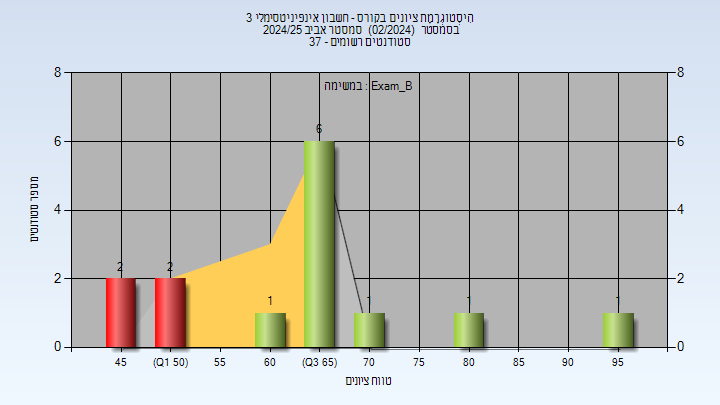 היסטוגרמת ציונים בקורס - חשבון אינפיניטסימלי 3
בסמסטר (02/2024) סמסטר אביב 2024/25
סטודנטים רשומים - 37
במשימה : Exam_B
מספר סטודנטים
8 8
6 6
4 4
2 2
0 0
2 2 1 6 1 1 1
45 (Q1 50) 55 60 (Q3 65) 70 75 80 85 90 95
טווח ציונים